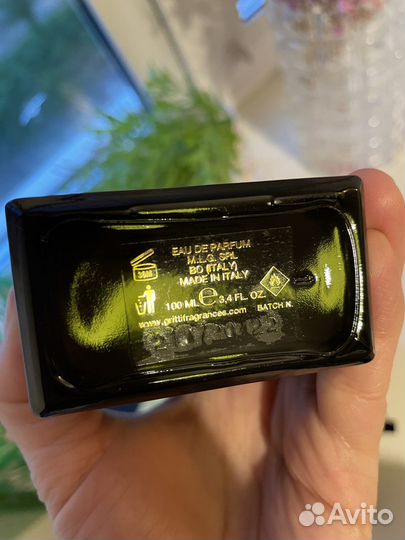 EAU DE PARFUM
M.L.G. SRL
BO (ITALY)
MADE IN ITALY
36M
100 ML e 3,4 FL. OZ.
www.grittifragrances.com BATCH N.
Avito